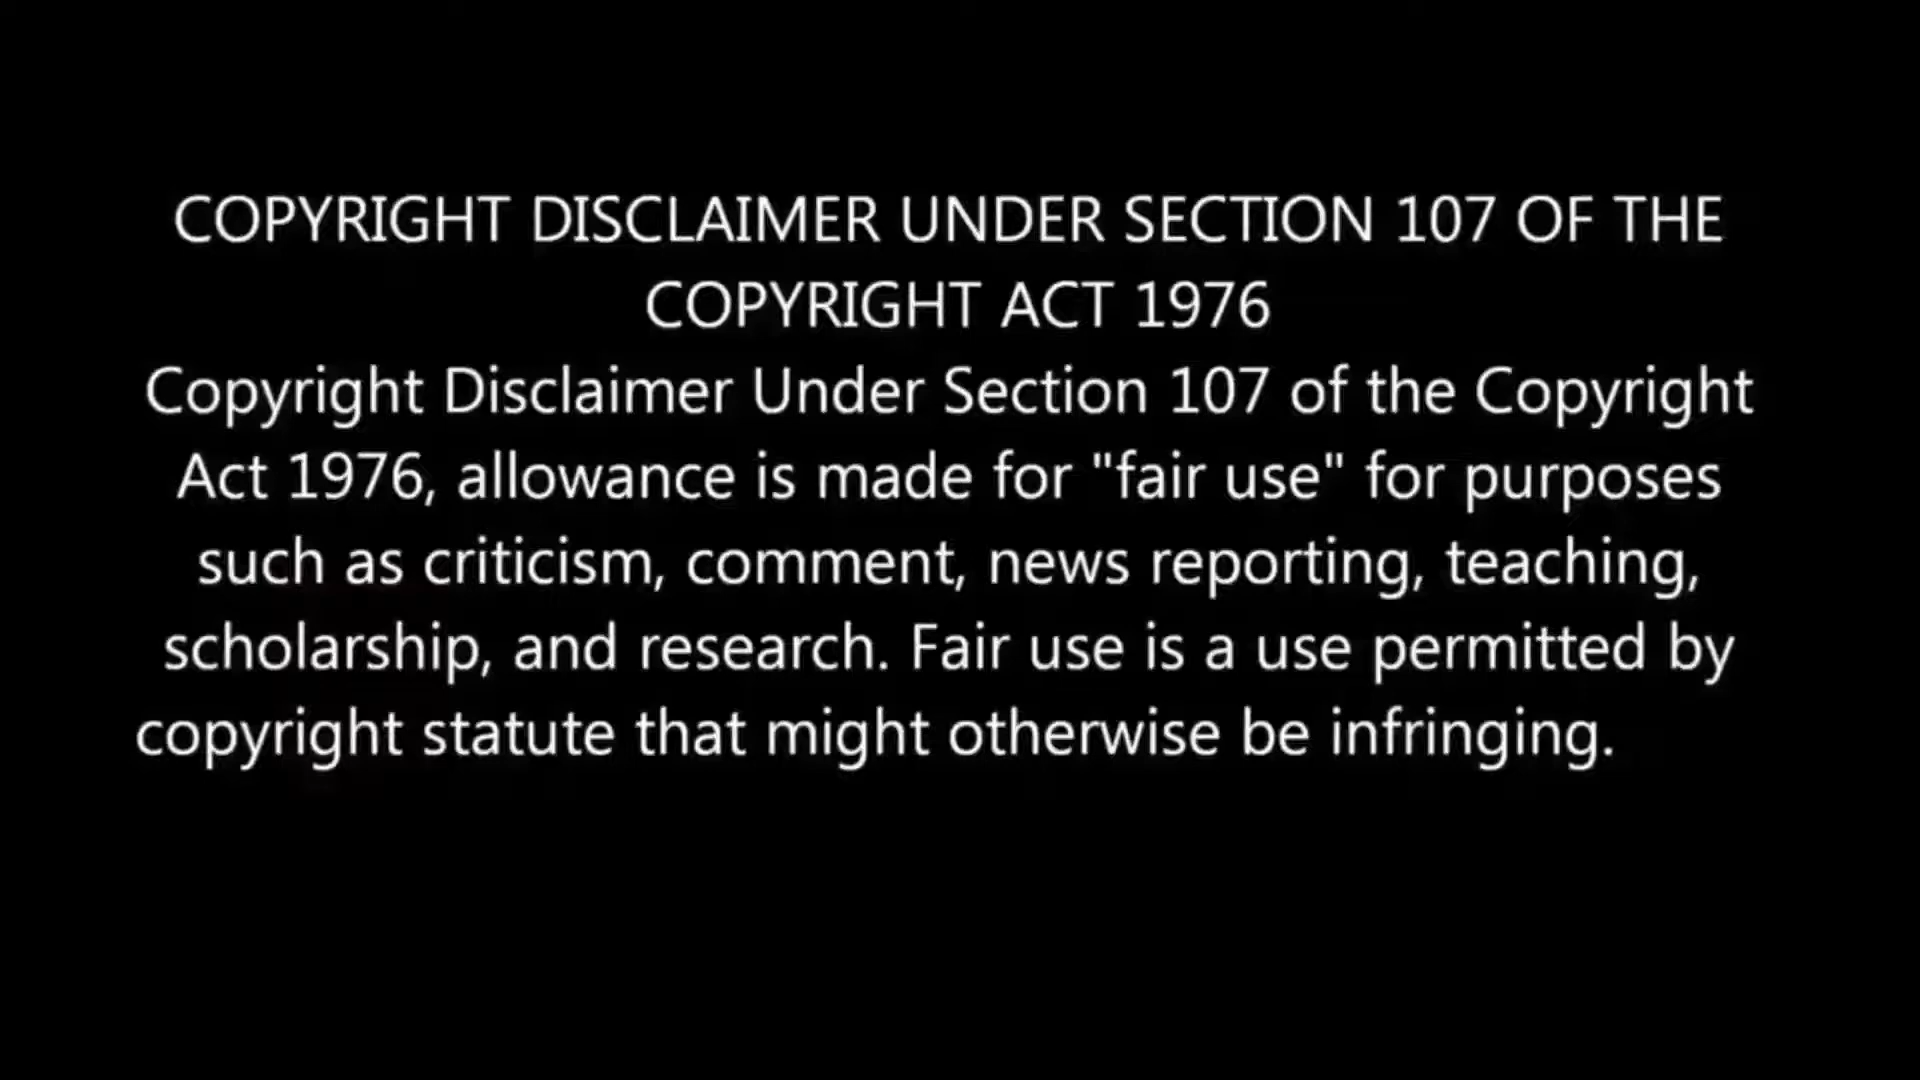 COPYRIGHT DISCLAIMER UNDER SECTION 107 OF THE
COPYRIGHT ACT 1976
Copyright Disclaimer Under Section 107 of the Copyright
Act 1976, allowance is made for "fair use" for purposes
such as criticism, comment, news reporting, teaching,
scholarship, and research. Fair use is a use permitted by
copyright statute that might otherwise be infringing.